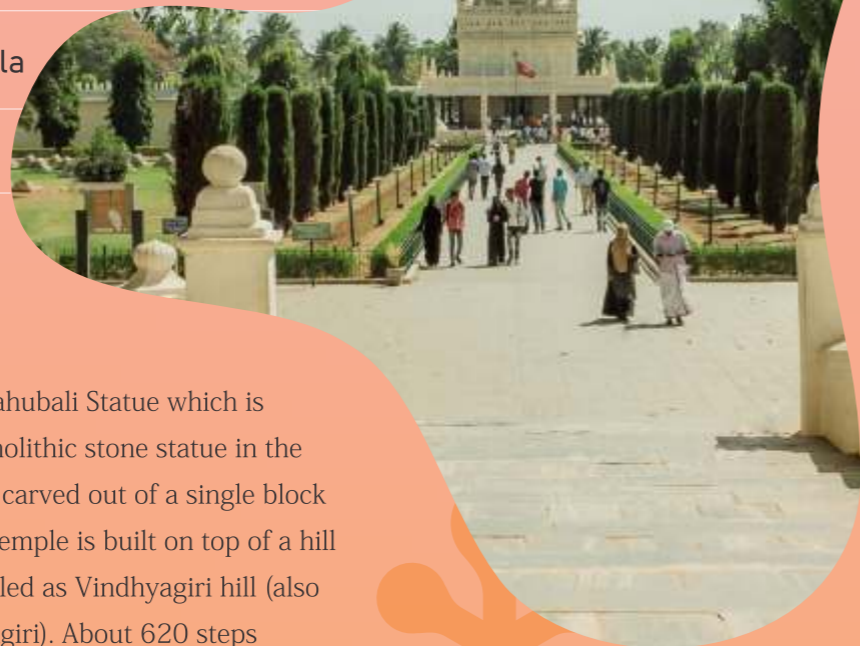 la
ahubali Statue which is
nolithic stone statue in the
carved out of a single block
emple is built on top of a hill
led as Vindhyagiri hill (also
giri). About 620 steps